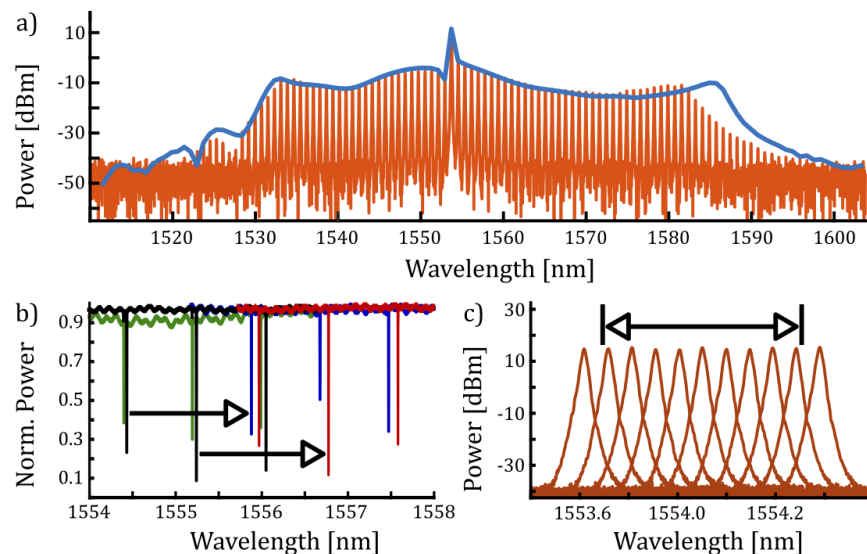 a)
10
-10
-30
-50
Power [dBm]
1520 1530 1540 1550 1560 1570 1580 1590 1600
Wavelength [nm]
b)
0.9
0.7
0.5
0.3
0.1
Norm. Power
1554 1555 1556 1557 1558
Wavelength [nm]
c)
30
10
-10
-30
Power [dBm]
1553.6 1554.0 1554.2
Wavelength [nm]